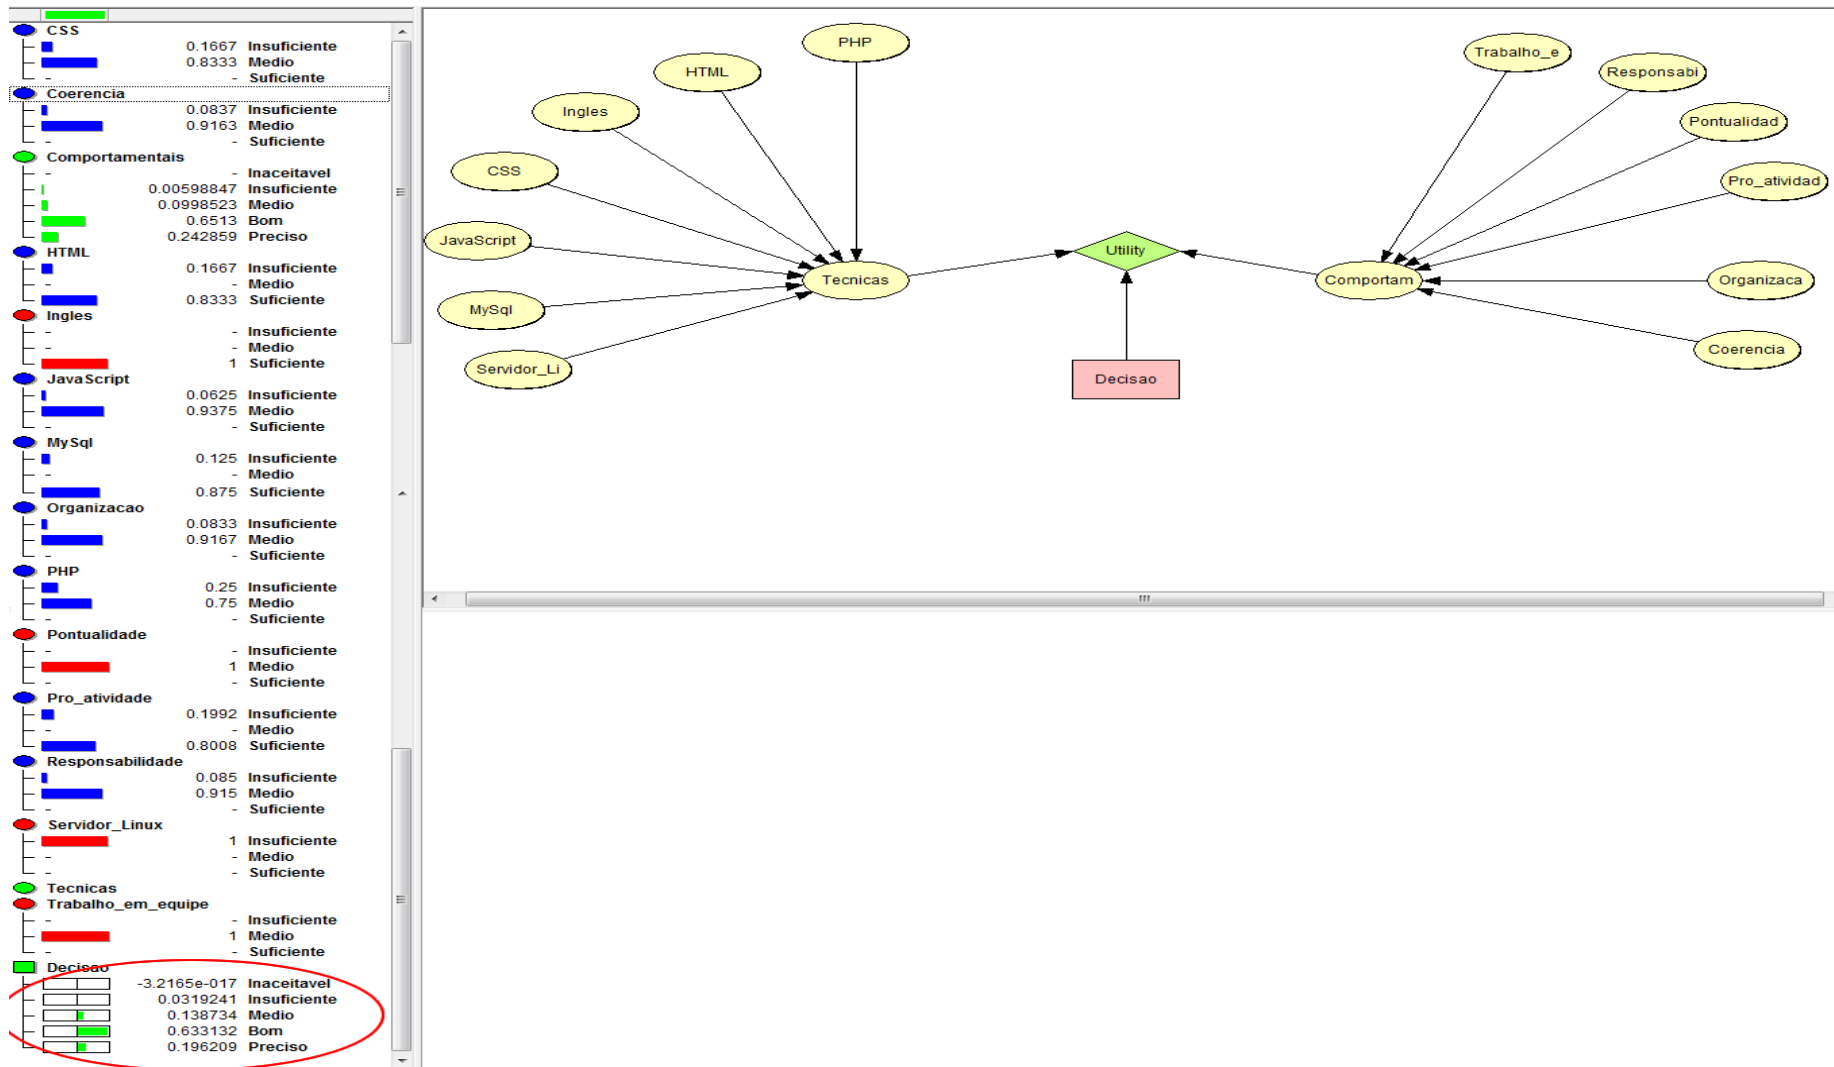 CSS
0.1667 Insuficiente
0.8333 Medio
- - Suficiente
Coerencia
0.0837 Insuficiente
0.9163 Medio
- - Suficiente
Comportamentais
- - Inaceitavel
0.00598847 Insuficiente
0.0998523 Medio
0.6513 Bom
0.242859 Preciso
HTML
0.1667 Insuficiente
- - Medio
0.8333 Suficiente
Ingles
- - Insuficiente
- - Medio
1 Suficiente
JavaScript
0.0625 Insuficiente
0.9375 Medio
- - Suficiente
MySql
0.125 Insuficiente
- - Medio
0.875 Suficiente
Organizacao
0.0833 Insuficiente
0.9167 Medio
- - Suficiente
PHP
0.25 Insuficiente
0.75 Medio
- - Suficiente
Pontualidade
- - Insuficiente
1 Medio
- - Suficiente
Pro_atividade
0.1992 Insuficiente
- - Medio
0.8008 Suficiente
Responsabilidade
0.085 Insuficiente
0.915 Medio
- - Suficiente
Servidor_Linux
1 Insuficiente
- - Medio
- - Suficiente
Tecnicas
Trabalho_em_equipe
- - Insuficiente
1 Medio
- - Suficiente
Decisao
-3.2165e-017 Inaceitavel
0.0319241 Insuficiente
0.138734 Medio
0.633132 Bom
0.196209 Preciso
PHP
HTML
Ingles
CSS
JavaScript
MySql
Servidor_Li
Tecnicas
Utility
Decisao
Trabalho_e
Responsabi
Pontualidad
Pro_atividad
Comportam
Organizaca
Coerencia